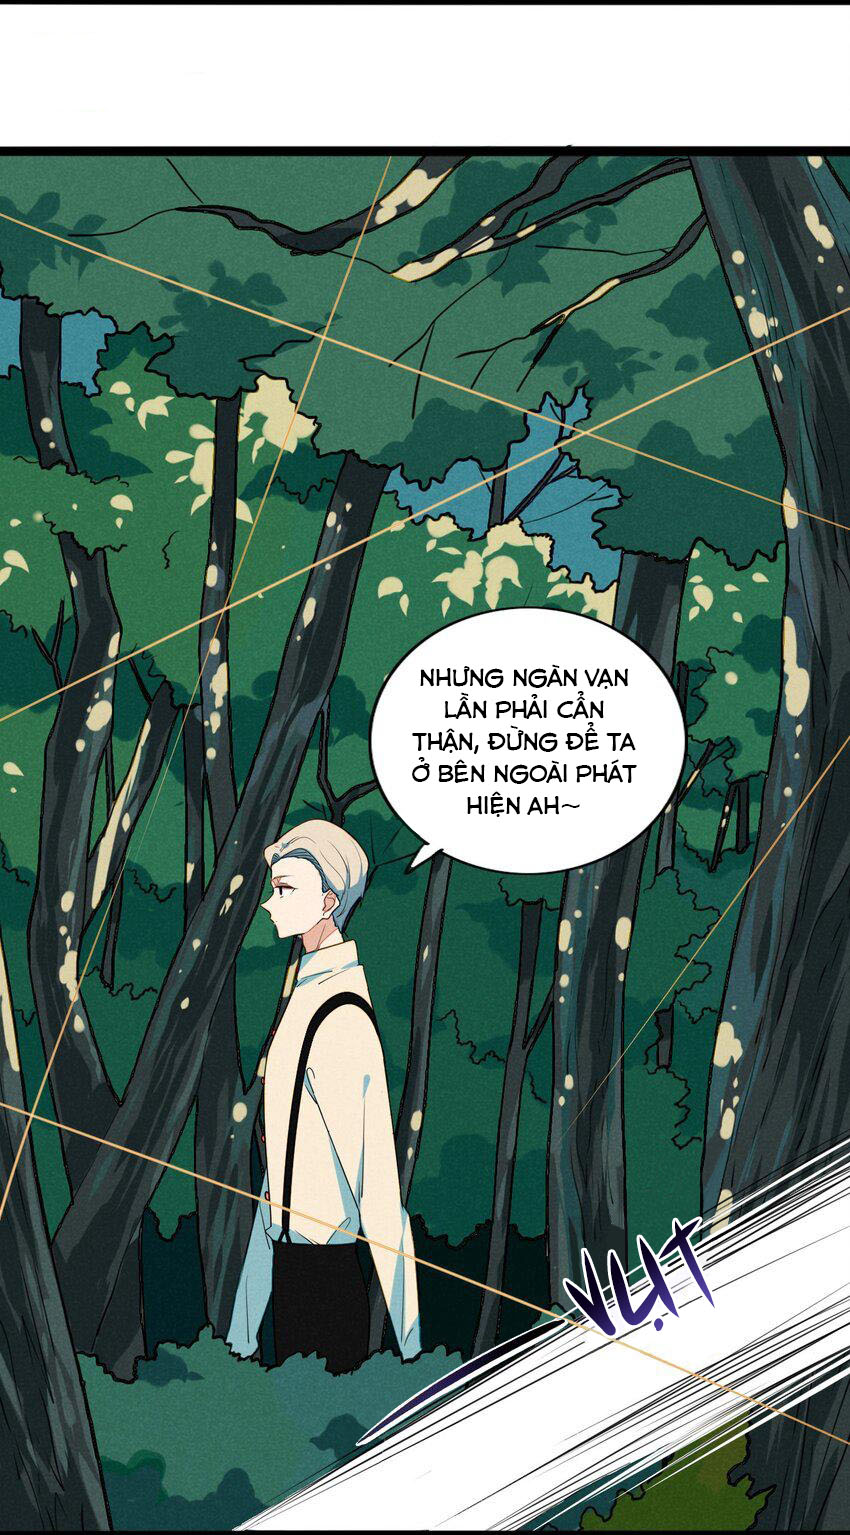 NHƯNG NGÀN VẠN
LẦN PHẢI CẨN
THẬN, ĐỪNG ĐỂ TA
Ở BÊN NGOÀI PHÁT
HIỆN AH~
VỤT